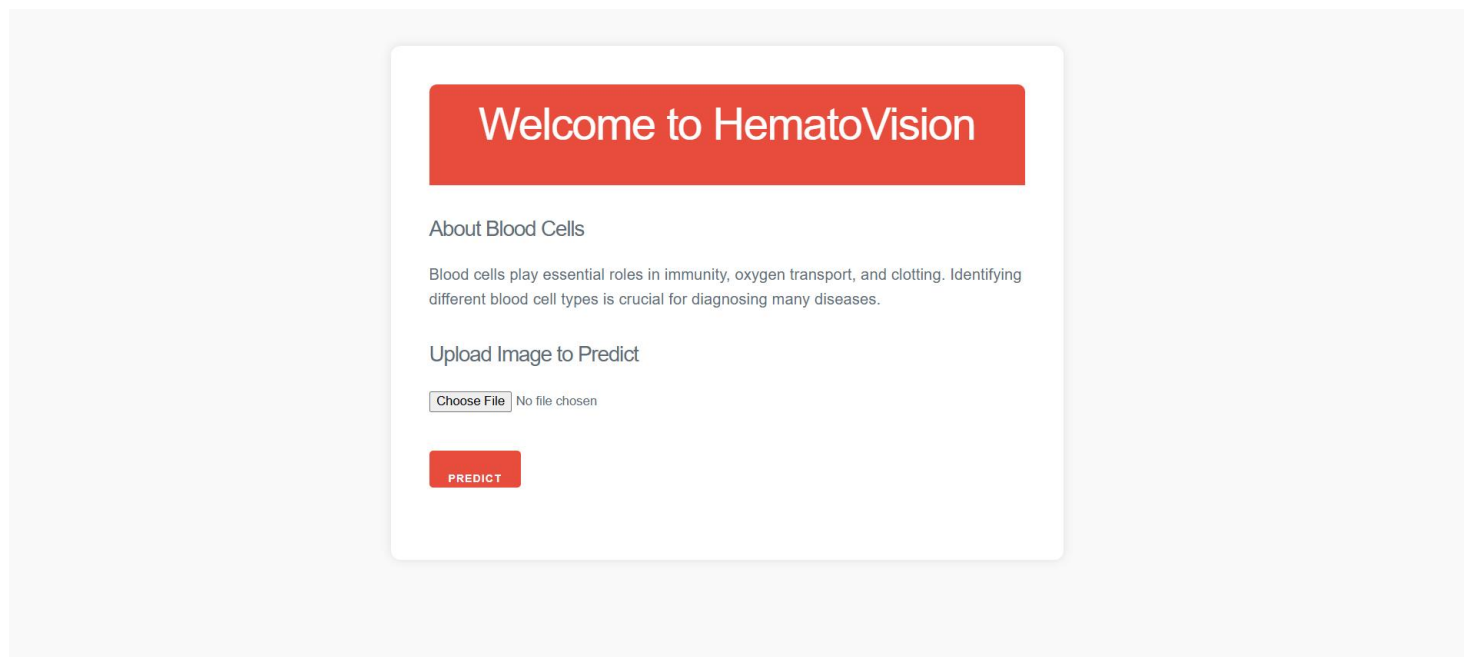 Welcome to HematoVision
About Blood Cells
Blood cells play essential roles in immunity, oxygen transport, and clotting. Identifying
different blood cell types is crucial for diagnosing many diseases.
Upload Image to Predict
Choose File No file chosen
PREDICT